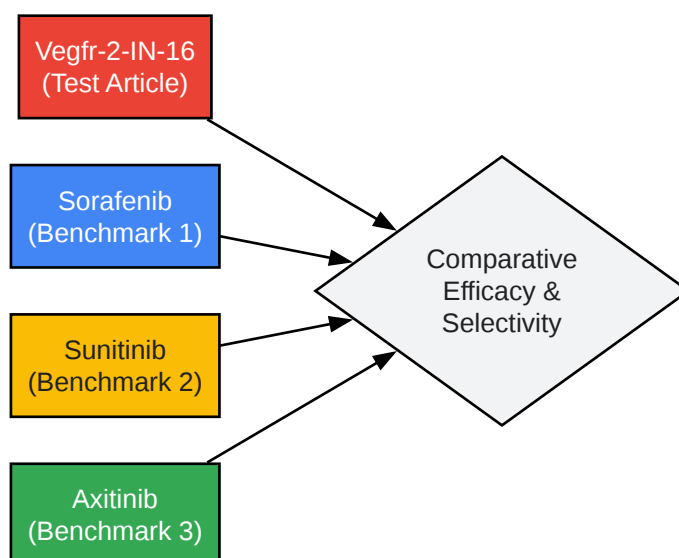 Vegfr-2-IN-16
(Test Article)
Sorafenib
(Benchmark 1)
Comparative
Efficacy &
Selectivity
Sunitinib
(Benchmark 2)
Axitinib
(Benchmark 3)